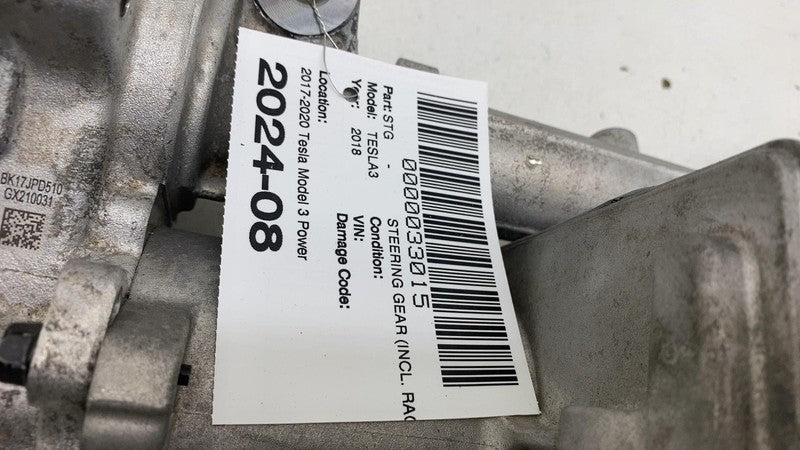 0000033015
Part: STG - STEERING GEAR (INCL. RAC
Model: TESLA3 Condition:
Year: 2018 VIN:
Damage Code:
Location:
2017-2020 Tesla Model 3 Power
2024-08
BK17JPD510
GX210031